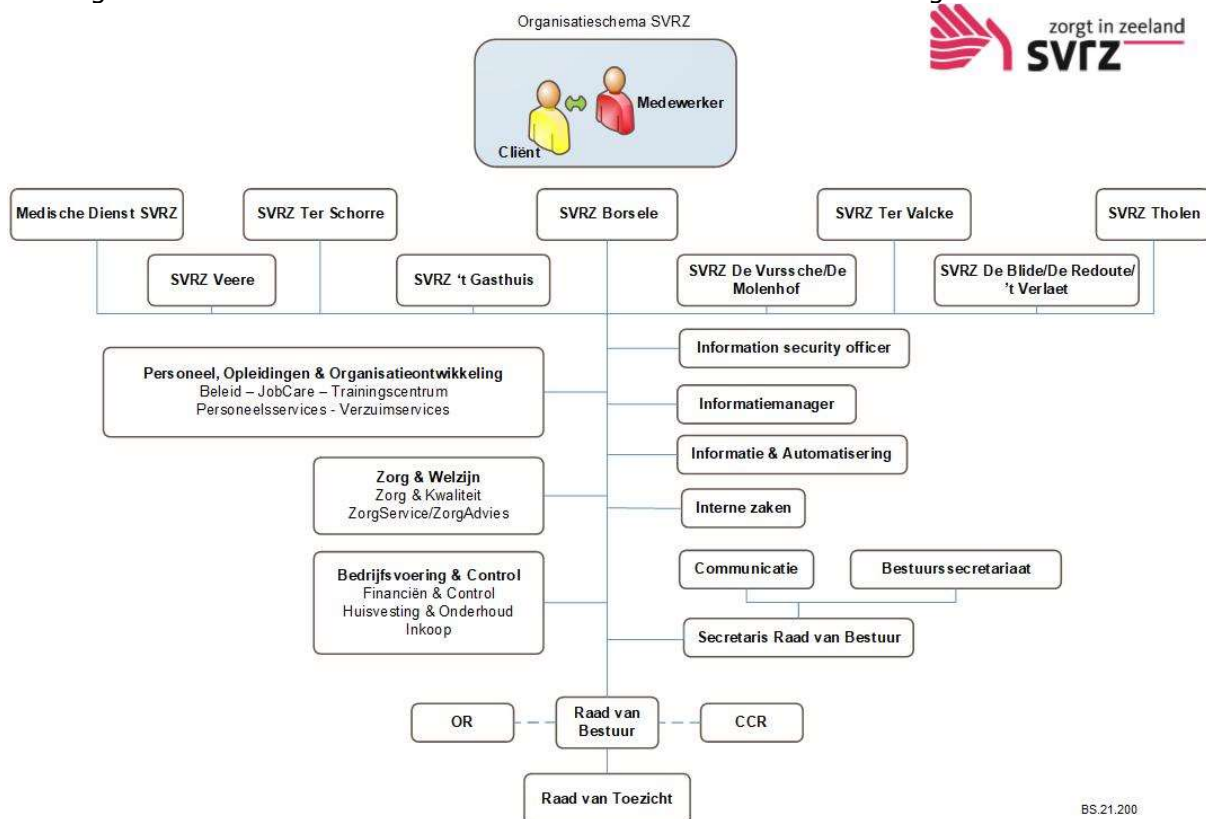 Organisatieschema SVRZ
zorgt in zeeland
svrz
Medewerker
Cliënt
Medische Dienst SVRZ
SVRZ Ter Schorre
SVRZ Borsele
SVRZ Ter Valcke
SVRZ Tholen
SVRZ Veere
SVRZ ‘t Gasthuis
SVRZ De Vurssche/De
Molenhof
SVRZ De Blide/De Redoute/
’t Verlaet
Information security officer
Personeel, Opleidingen & Organisatieontwikkeling
Beleid – JobCare – Trainingscentrum
Personeelsservices - Verzuimservices
Informatiemanager
Informatie & Automatisering
Zorg & Welzijn
Zorg & Kwaliteit
ZorgService/ZorgAdvies
Interne zaken
Bedrijfsvoering & Control
Financiën & Control
Huisvesting & Onderhoud
Inkoop
Communicatie
Bestuurssecretariaat
Secretaris Raad van Bestuur
OR
Raad van
Bestuur
CCR
Raad van Toezicht
BS.21.200